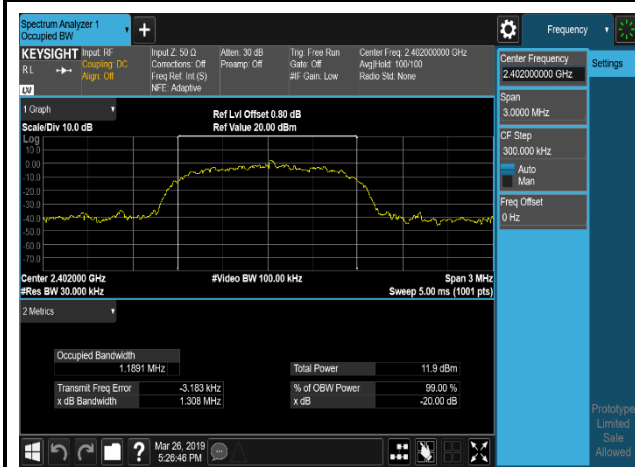 Spectrum Analyzer 1
Occupied BW
+
Frequency
KEYSIGHT
Input: RF
Coupling: DC
Align: Off
R L
LV
Input Z: 50 Ω
Corrections: Off
Freq Ref: Int (S)
NFE: Adaptive
Atten: 30 dB
Preamp: Off
Trig: Free Run
Gate: Off
#IF Gain: Low
Center Freq: 2.402000000 GHz
Avg|Hold: 100/100
Radio Std: None
Center Frequency
2.402000000 GHz
Settings
Span
3.0000 MHz
CF Step
300.000 kHz
Auto
Man
Freq Offset
0 Hz
1 Graph
Scale/Div 10.0 dB
Ref Lvl Offset 0.80 dB
Ref Value 20.00 dBm
Log
10.0
0.00
-10.0
-20.0
-30.0
-40.0
-50.0
-60.0
-70.0
Center 2.402000 GHz
#Video BW 100.00 kHz
Span 3 MHz
#Res BW 30.000 kHz
Sweep 5.00 ms (1001 pts)
2 Metrics
Occupied Bandwidth
1.1891 MHz
Total Power 11.9 dBm
Transmit Freq Error -3.183 kHz
% of OBW Power 99.00 %
x dB Bandwidth 1.308 MHz
x dB -20.00 dB
Prototype
Limited
Sale
Allowed
?
Mar 26, 2019
5:26:46 PM